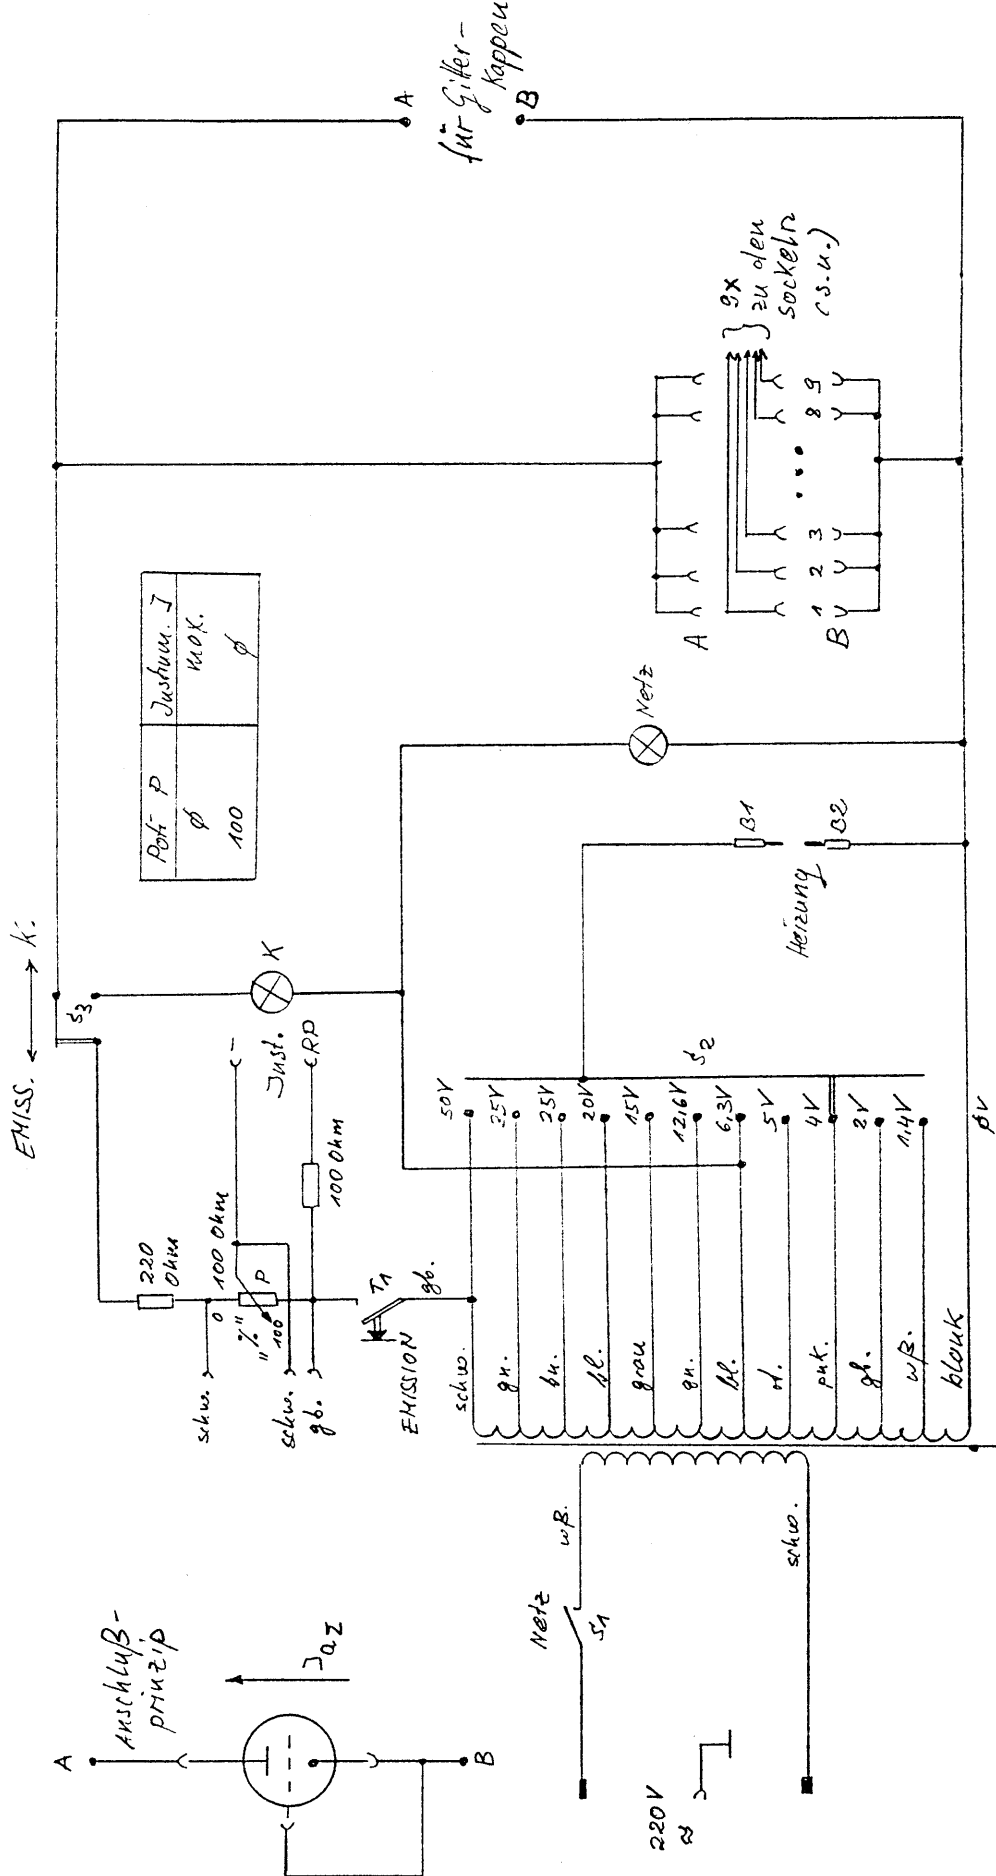 Anschluß-
prinzip
A
B
Jaz
220V
≈
Netz
S1
wß.
schw.
EMISS. ⟷ K.
S3
220
Ohm
schw.
0
100 Ohm
"%"
P
100
schw.
gb.
100 Ohm
-
Inst.
RP
K
T1
EMISSION
gb.
schw.
gn.
bn.
bl.
grau
gn.
bl.
rt.
pnk.
gb.
wß.
blank
50V
35V
25V
20V
15V
12,6V
6,3V
5V
4V
2V
1,4V
ØV
S2
Poti P Instrum. J
Ø max.
100 Ø
B1
Heizung
B2
Netz
A
1 2 3 ... 8 9
B
9x
zu den
Sockeln
(s.u.)
A
für Gitter-
Kappen
B